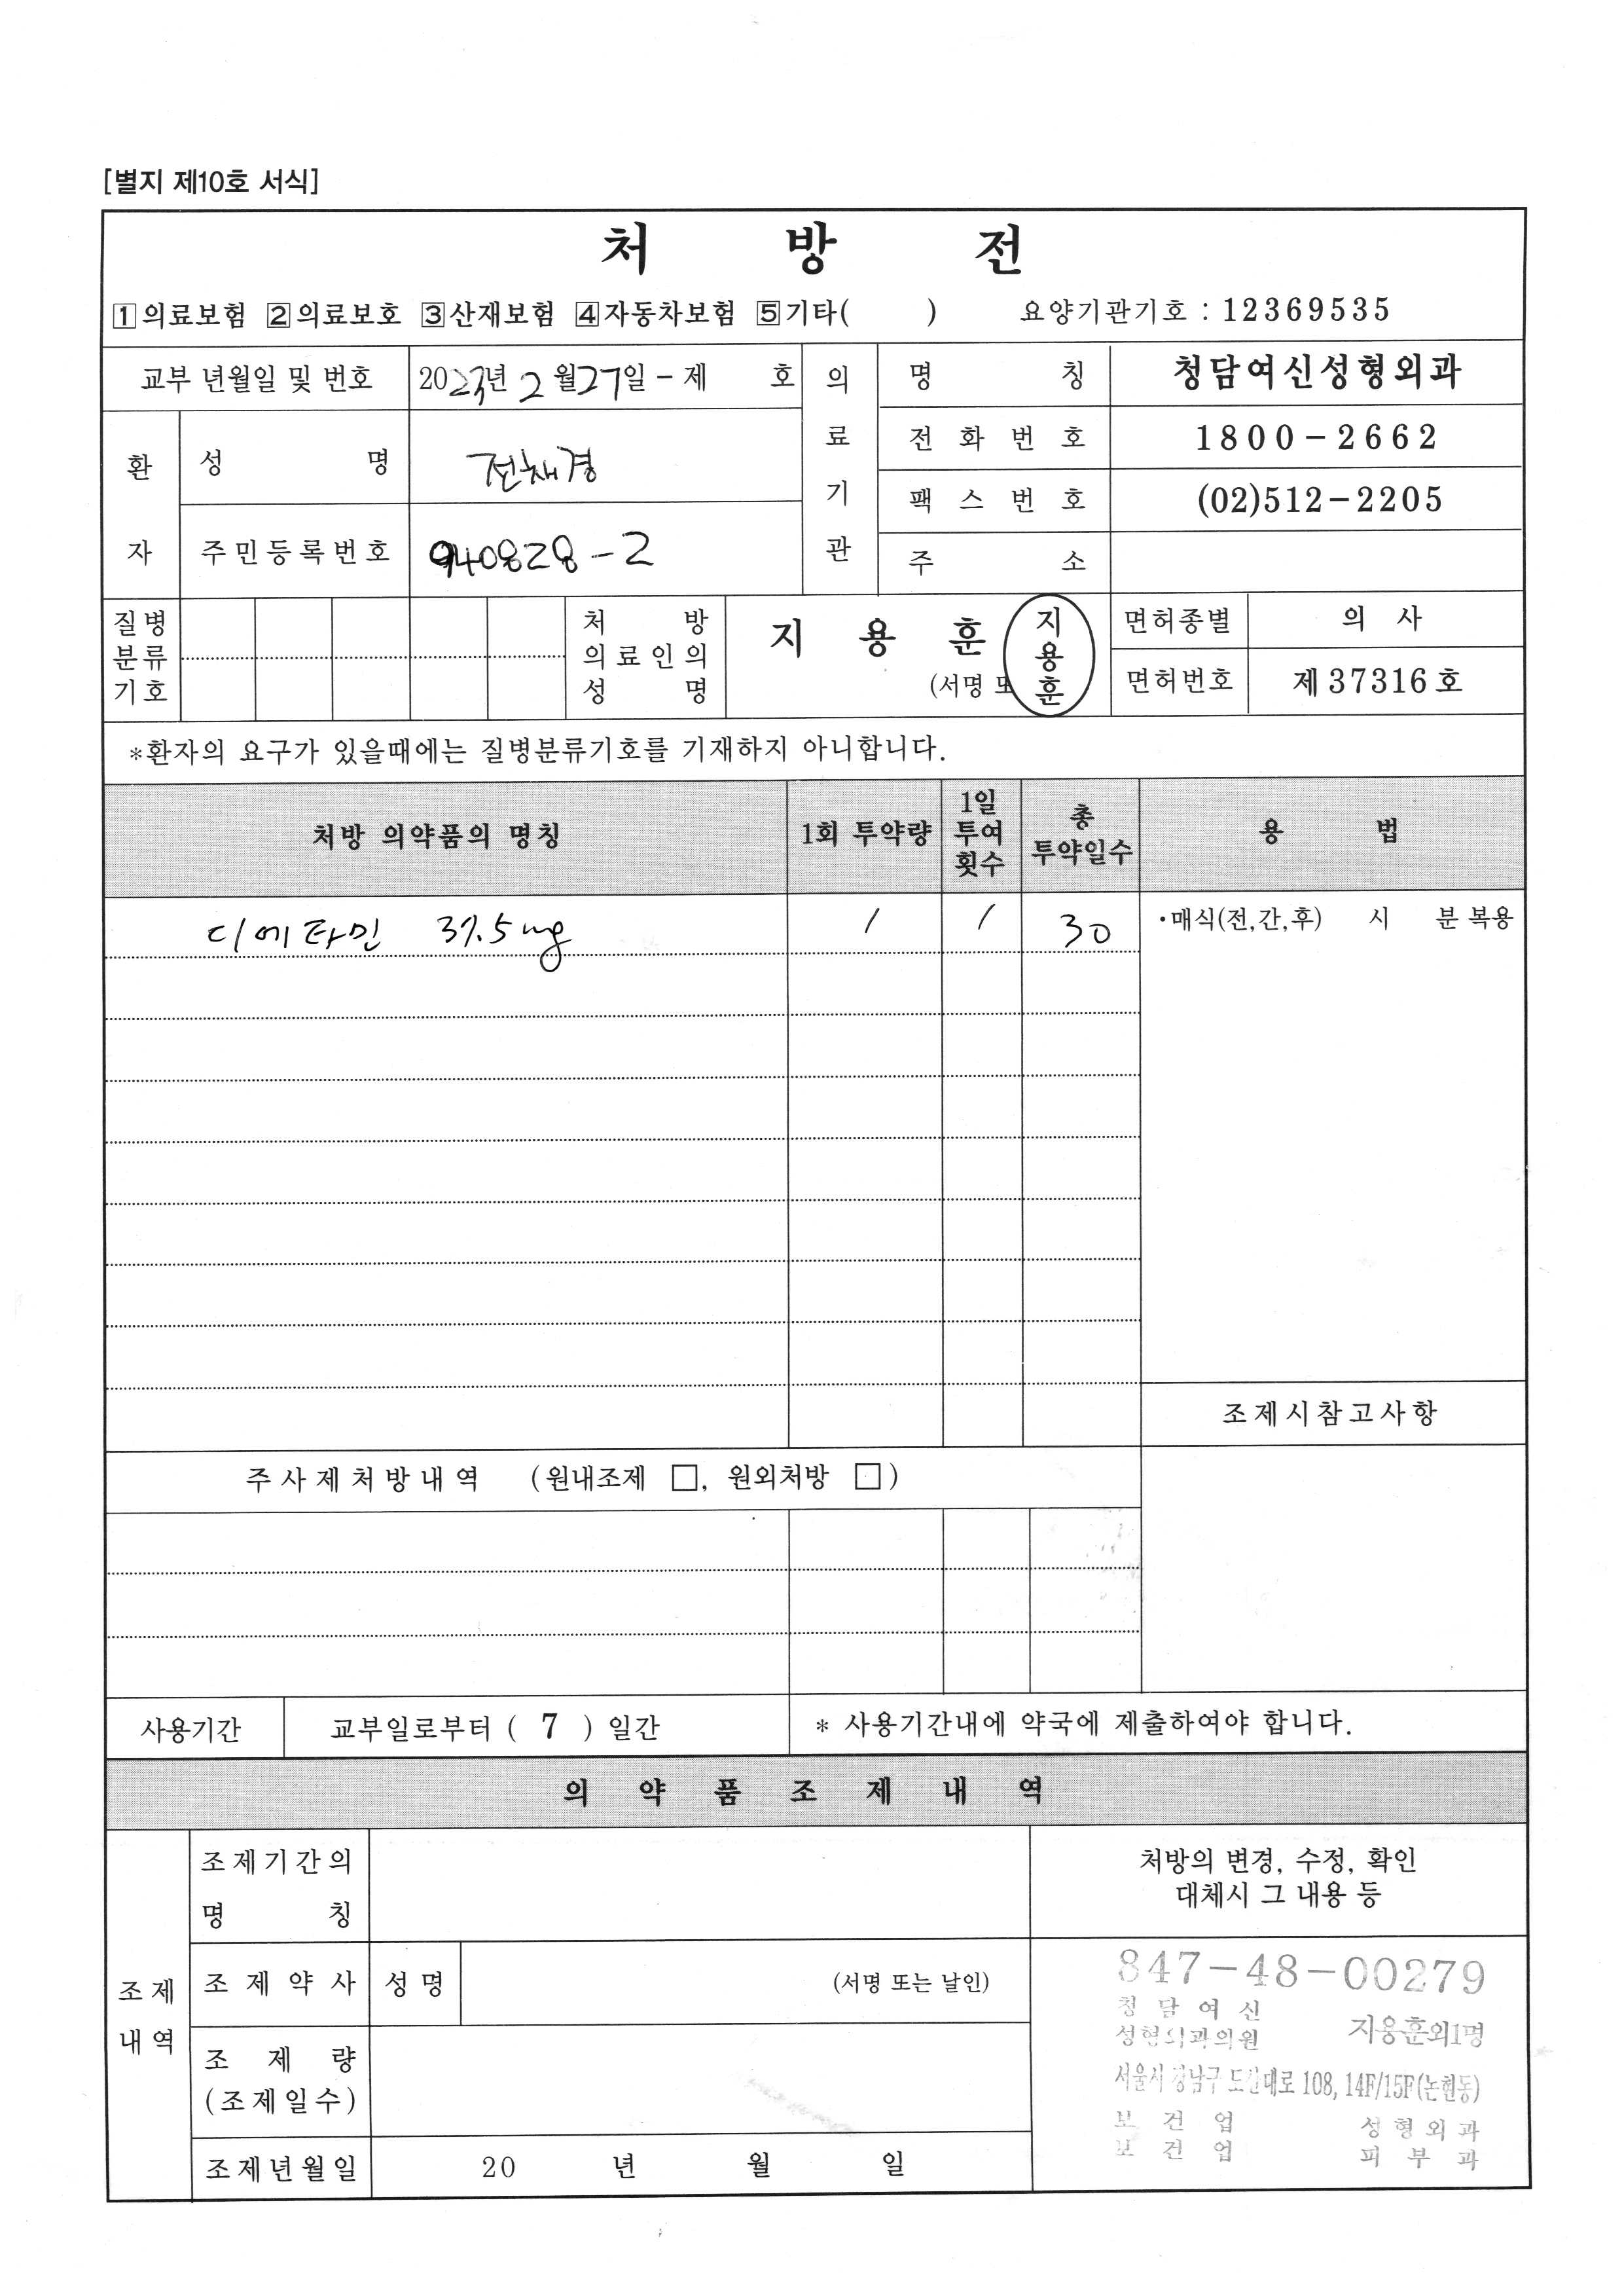 [별지 제10호 서식]
처 방 전
1 의료보험 2 의료보호 3 산재보험 4 자동차보험 5 기타( ) 요양기관기호 : 12369535
교부 년월일 및 번호 2023년 2월27일 - 제 호
의료기관
명 칭 청담여신성형외과
전 화 번 호 1800-2662
팩 스 번 호 (02)512-2205
주 소
환 자
성 명 전채경
주민등록번호 940828-2
질병분류기호
처 방 의료인의 성 명
지 용 훈
(서명 또
지용훈
면허종별 의 사
면허번호 제 37316 호
*환자의 요구가 있을때에는 질병분류기호를 기재하지 아니합니다.
처방 의약품의 명칭 1회 투약량 1일 투여 횟수 총 투약일수 용 법
디에타민 37.5mg 1 1 30 ·매식(전,간,후) 시 분 복용
조제시참고사항
주사제처방내역 (원내조제 □, 원외처방 □)
사용기간 교부일로부터 ( 7 ) 일간 * 사용기간내에 약국에 제출하여야 합니다.
의 약 품 조 제 내 역
조제내역
조제기간의 명 칭
처방의 변경, 수정, 확인
대체시 그 내용 등
조 제 약 사 성 명 (서명 또는 날인)
조 제 량
(조제일수)
조제년월일 20 년 월 일
847-48-00279
청 담 여 신
성형외과의원 지용훈외1명
서울시 강남구 도산대로 108, 14F/15F(논현동)
보 건 업 성형외과
보 건 업 피 부 과